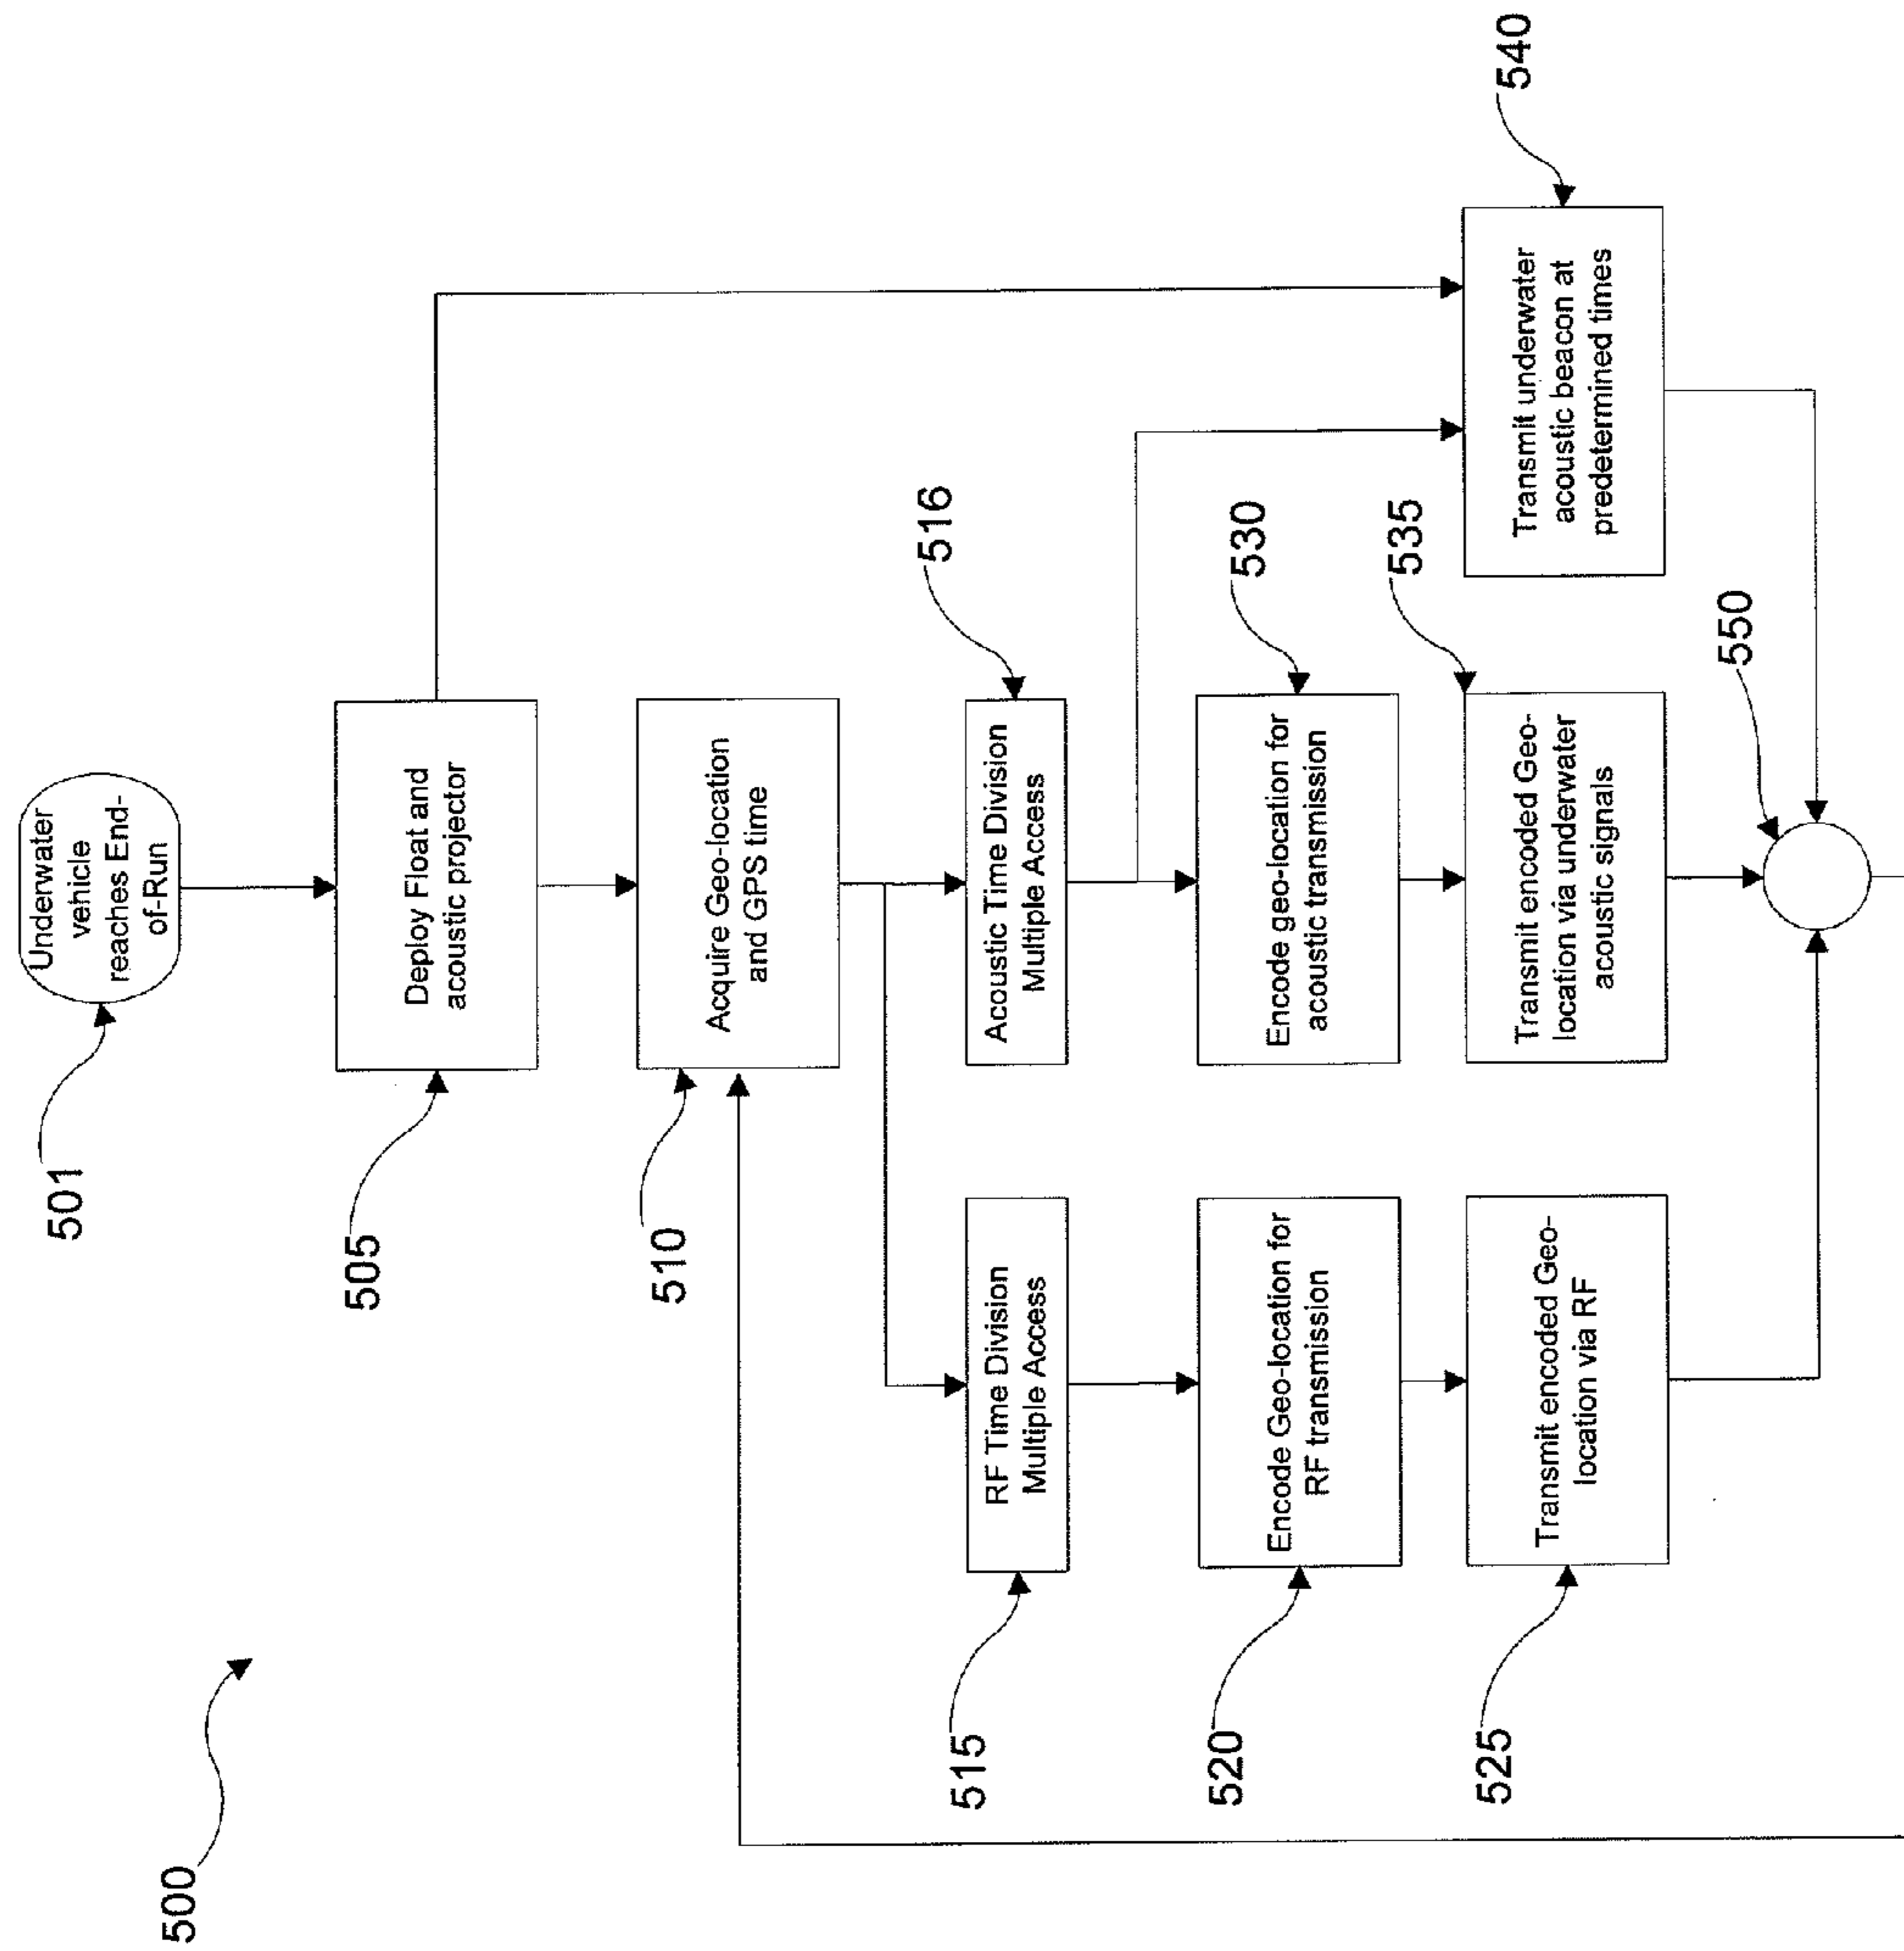 500
501
Underwater
vehicle
reaches End-
of-Run
505
Deploy Float and
acoustic projector
510
Acquire Geo-location
and GPS time
515
RF Time Division
Multiple Access
516
Acoustic Time Division
Multiple Access
520
Encode Geo-location for
RF transmission
530
Encode geo-location for
acoustic transmission
525
Transmit encoded Geo-
location via RF
535
Transmit encoded Geo-
location via underwater
acoustic signals
540
Transmit underwater
acoustic beacon at
predetermined times
550